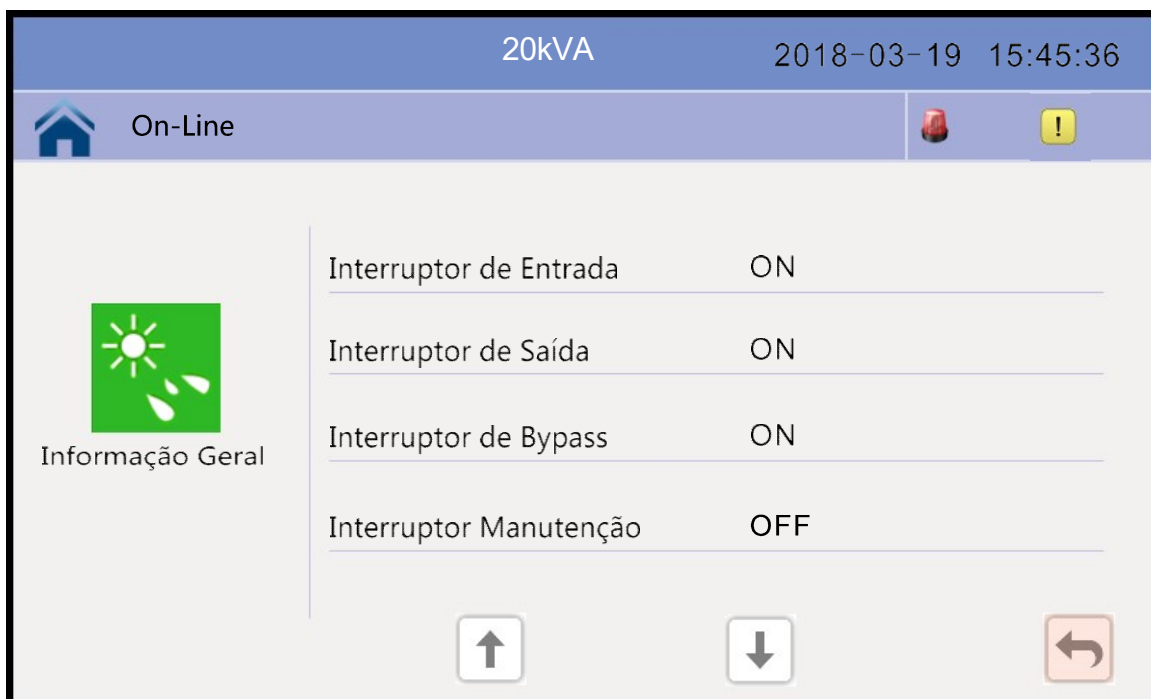 20kVA 2018-03-19 15:45:36
On-Line !
Interruptor de Entrada ON
Interruptor de Saída ON
Interruptor de Bypass ON
Informação Geral
Interruptor Manutenção OFF